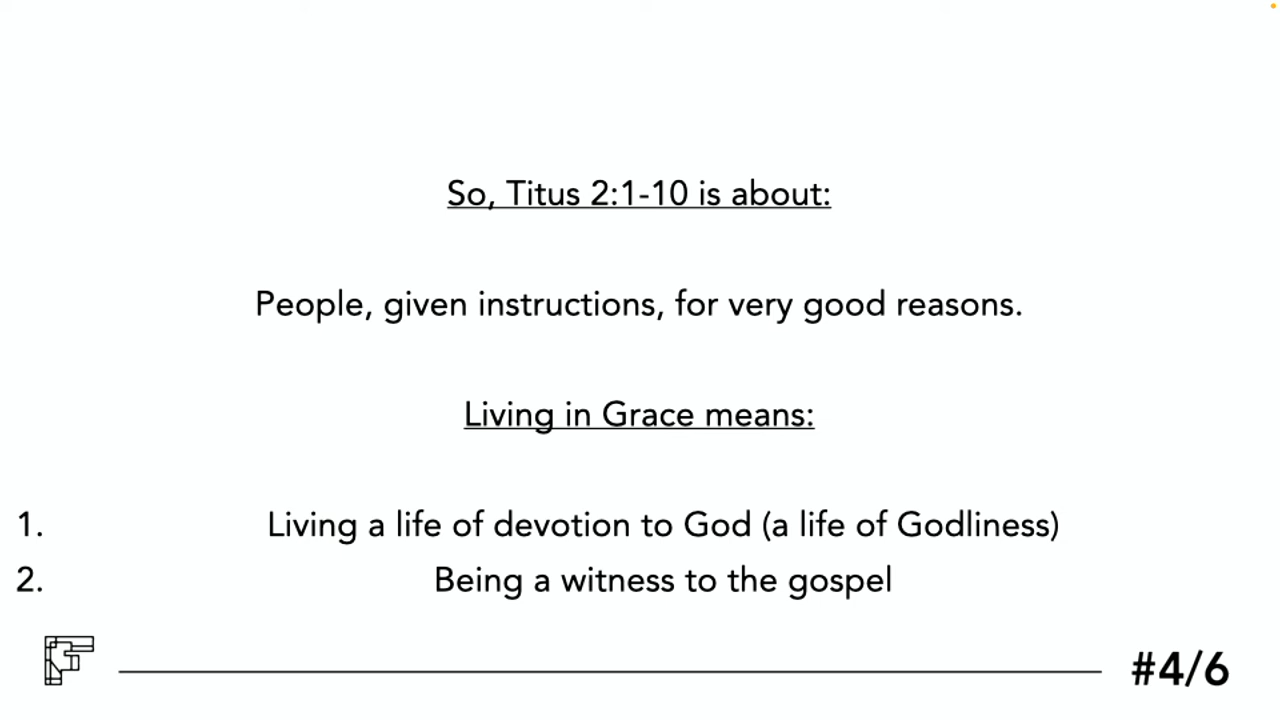 So, Titus 2:1-10 is about:
People, given instructions, for very good reasons.
Living in Grace means:
1. Living a life of devotion to God (a life of Godliness)
2. Being a witness to the gospel
#4/6